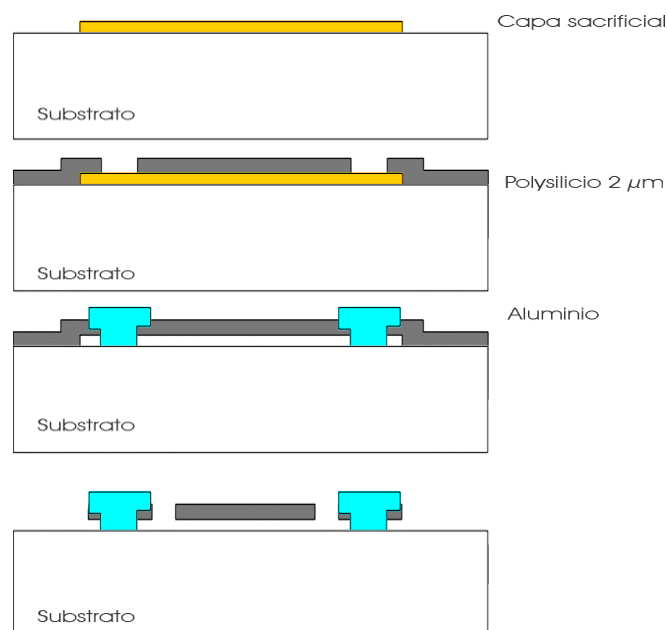 Capa sacrificial
Substrato
Polysilicio 2 μm
Substrato
Aluminio
Substrato
Substrato